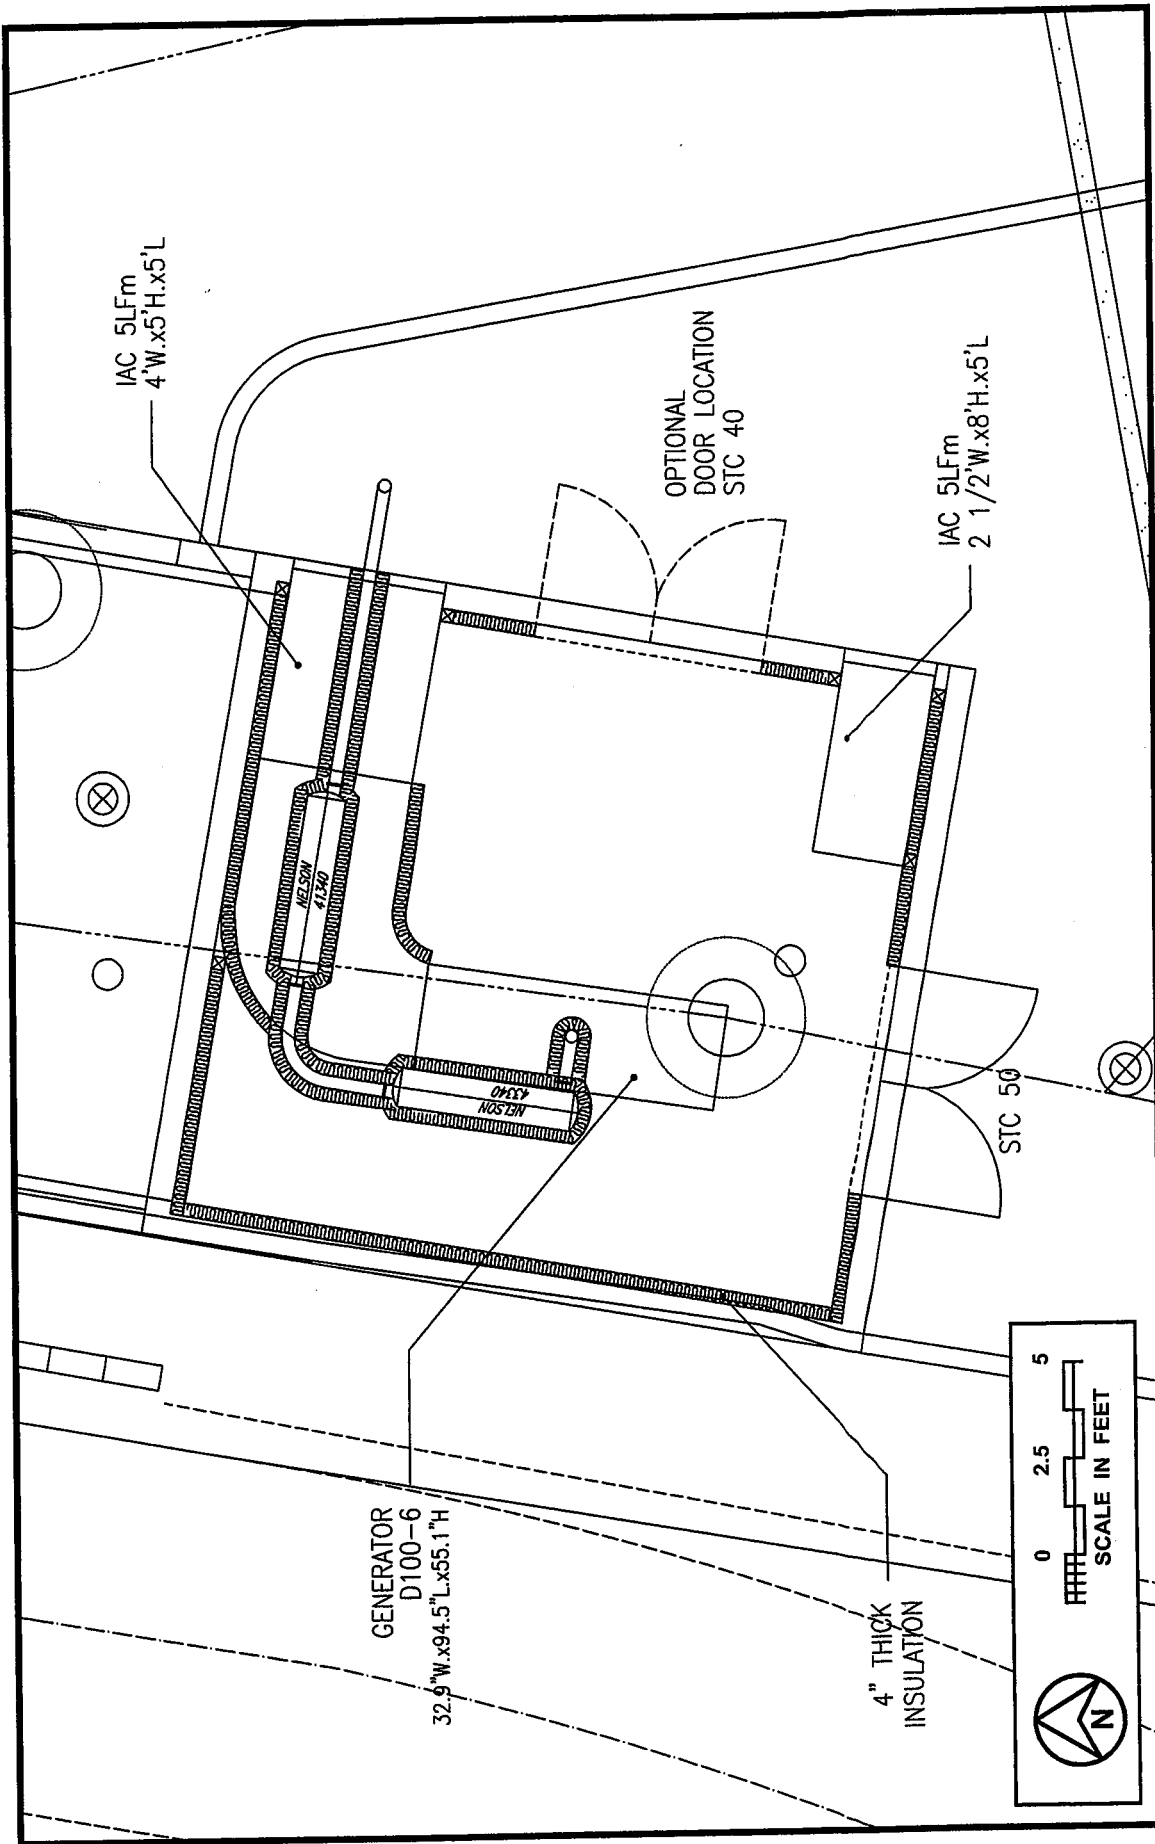 IAC 5LFm
4'W.x5'H.x5'L
OPTIONAL
DOOR LOCATION
STC 40
IAC 5LFm
2 1/2'W.x8'H.x5'L
NELSON
41340
NELSON
43340
STC 50
GENERATOR
D100-6
32.9"W.x94.5"L.x55.1"H
4" THICK
INSULATION
0 2.5 5
SCALE IN FEET
N